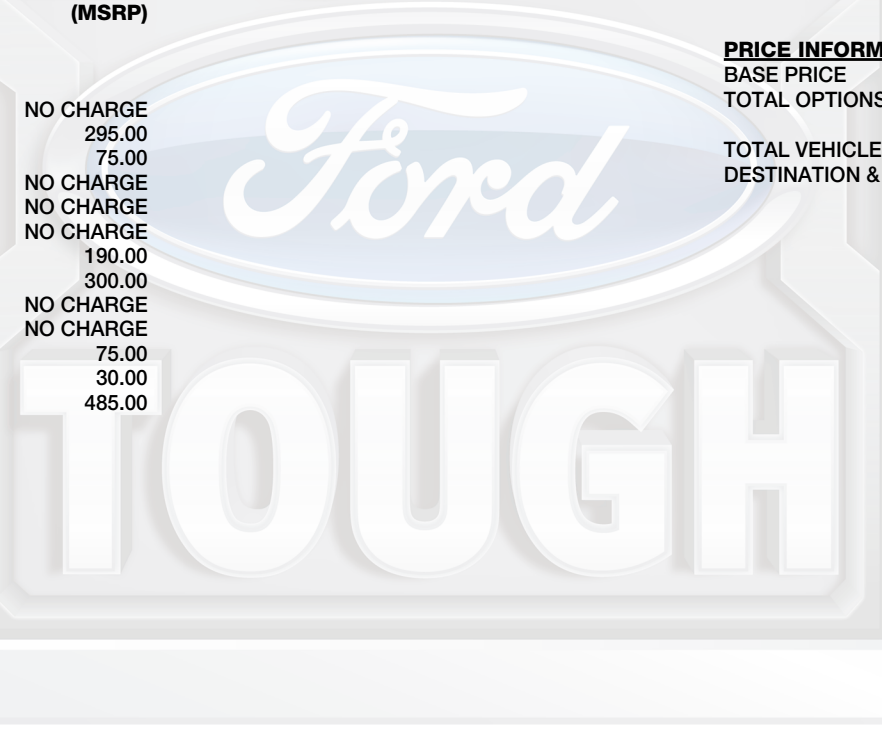 (MSRP)
NO CHARGE
295.00
75.00
NO CHARGE
NO CHARGE
NO CHARGE
190.00
300.00
NO CHARGE
NO CHARGE
75.00
30.00
485.00
PRICE INFORM
BASE PRICE
TOTAL OPTIONS
TOTAL VEHICLE
DESTINATION &
Ford
TOUGH